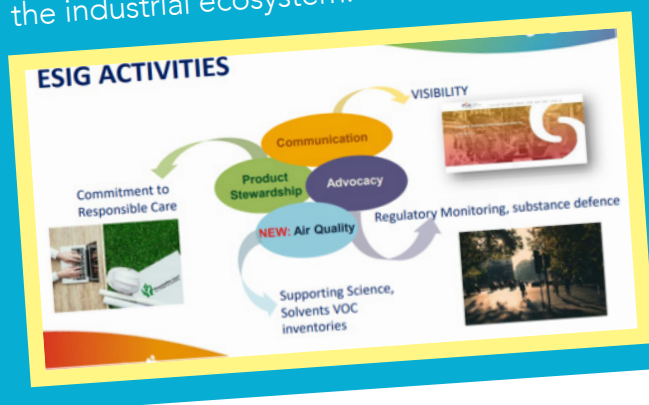 the industrial ecosystem.
ESIG ACTIVITIES
VISIBILITY
Communication
Product
Stewardship
Advocacy
Commitment to
Responsible Care
NEW: Air Quality
Regulatory Monitoring, substance defence
Supporting Science,
Solvents VOC
inventories